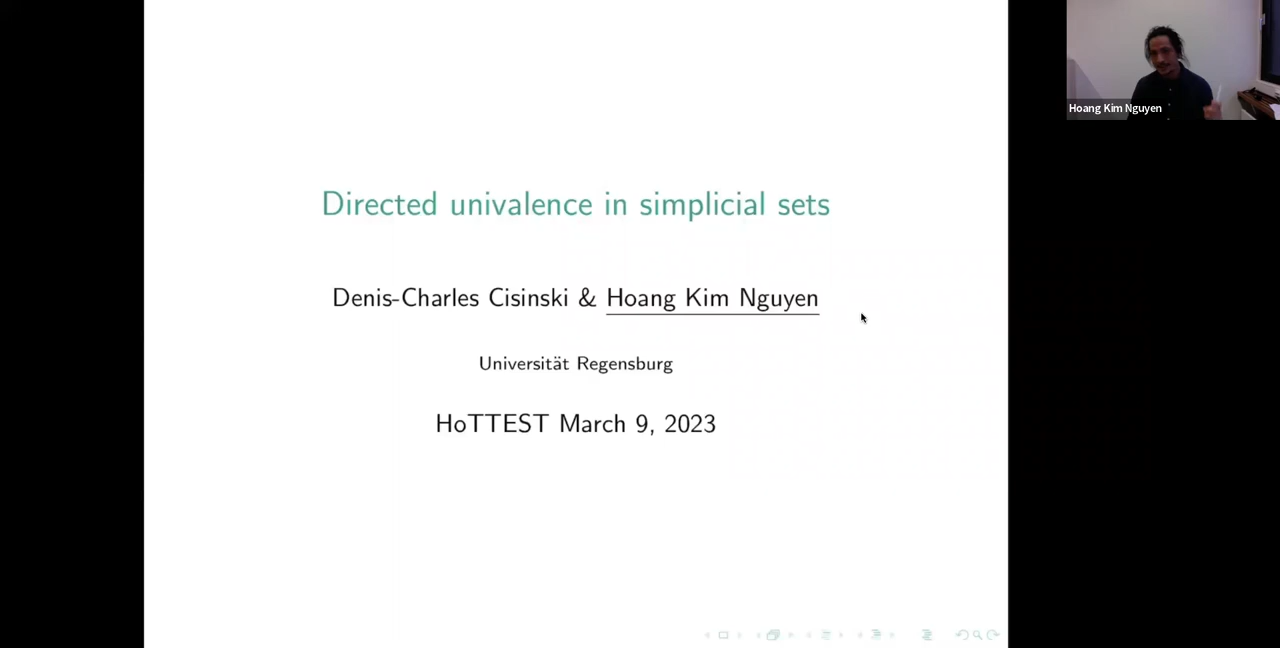 Directed univalence in simplicial sets
Denis-Charles Cisinski & Hoang Kim Nguyen
Universität Regensburg
HoTTEST March 9, 2023
Hoang Kim Nguyen